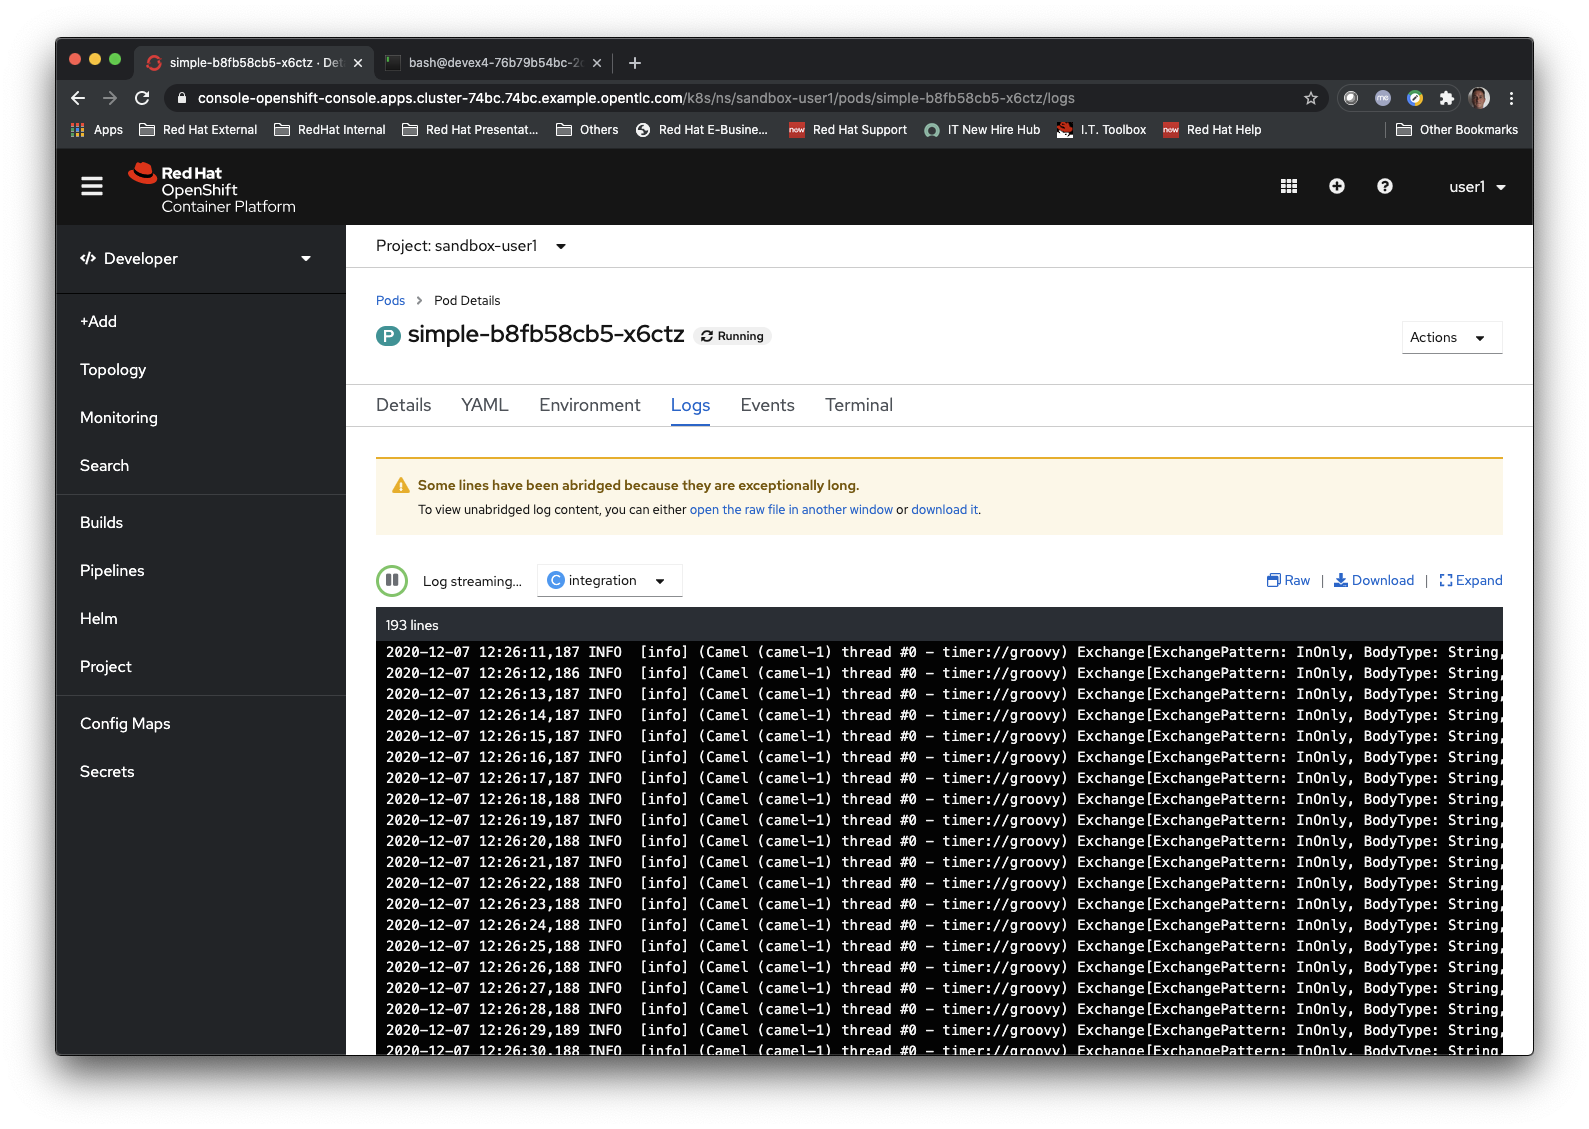 simple-b8fb58cb5-x6ctz · Det
bash@devex4-76b79b54bc-2
console-openshift-console.apps.cluster-74bc.74bc.example.opentlc.com/k8s/ns/sandbox-user1/pods/simple-b8fb58cb5-x6ctz/logs
Apps Red Hat External RedHat Internal Red Hat Presentat... Others Red Hat E-Busine... now Red Hat Support IT New Hire Hub I.T. Toolbox now Red Hat Help Other Bookmarks
Red Hat
OpenShift
Container Platform
user1
Developer
+Add
Topology
Monitoring
Search
Builds
Pipelines
Helm
Project
Config Maps
Secrets
Project: sandbox-user1
Pods > Pod Details
P simple-b8fb58cb5-x6ctz Running
Actions
Details YAML Environment Logs Events Terminal
Some lines have been abridged because they are exceptionally long.
To view unabridged log content, you can either open the raw file in another window or download it.
Log streaming... C integration Raw | Download | Expand
193 lines
2020-12-07 12:26:11,187 INFO [info] (Camel (camel-1) thread #0 - timer://groovy) Exchange[ExchangePattern: InOnly, BodyType: String,
2020-12-07 12:26:12,186 INFO [info] (Camel (camel-1) thread #0 - timer://groovy) Exchange[ExchangePattern: InOnly, BodyType: String,
2020-12-07 12:26:13,187 INFO [info] (Camel (camel-1) thread #0 - timer://groovy) Exchange[ExchangePattern: InOnly, BodyType: String,
2020-12-07 12:26:14,187 INFO [info] (Camel (camel-1) thread #0 - timer://groovy) Exchange[ExchangePattern: InOnly, BodyType: String,
2020-12-07 12:26:15,187 INFO [info] (Camel (camel-1) thread #0 - timer://groovy) Exchange[ExchangePattern: InOnly, BodyType: String,
2020-12-07 12:26:16,187 INFO [info] (Camel (camel-1) thread #0 - timer://groovy) Exchange[ExchangePattern: InOnly, BodyType: String,
2020-12-07 12:26:17,187 INFO [info] (Camel (camel-1) thread #0 - timer://groovy) Exchange[ExchangePattern: InOnly, BodyType: String,
2020-12-07 12:26:18,188 INFO [info] (Camel (camel-1) thread #0 - timer://groovy) Exchange[ExchangePattern: InOnly, BodyType: String,
2020-12-07 12:26:19,187 INFO [info] (Camel (camel-1) thread #0 - timer://groovy) Exchange[ExchangePattern: InOnly, BodyType: String,
2020-12-07 12:26:20,188 INFO [info] (Camel (camel-1) thread #0 - timer://groovy) Exchange[ExchangePattern: InOnly, BodyType: String,
2020-12-07 12:26:21,187 INFO [info] (Camel (camel-1) thread #0 - timer://groovy) Exchange[ExchangePattern: InOnly, BodyType: String,
2020-12-07 12:26:22,188 INFO [info] (Camel (camel-1) thread #0 - timer://groovy) Exchange[ExchangePattern: InOnly, BodyType: String,
2020-12-07 12:26:23,188 INFO [info] (Camel (camel-1) thread #0 - timer://groovy) Exchange[ExchangePattern: InOnly, BodyType: String,
2020-12-07 12:26:24,188 INFO [info] (Camel (camel-1) thread #0 - timer://groovy) Exchange[ExchangePattern: InOnly, BodyType: String,
2020-12-07 12:26:25,188 INFO [info] (Camel (camel-1) thread #0 - timer://groovy) Exchange[ExchangePattern: InOnly, BodyType: String,
2020-12-07 12:26:26,188 INFO [info] (Camel (camel-1) thread #0 - timer://groovy) Exchange[ExchangePattern: InOnly, BodyType: String,
2020-12-07 12:26:27,188 INFO [info] (Camel (camel-1) thread #0 - timer://groovy) Exchange[ExchangePattern: InOnly, BodyType: String,
2020-12-07 12:26:28,188 INFO [info] (Camel (camel-1) thread #0 - timer://groovy) Exchange[ExchangePattern: InOnly, BodyType: String,
2020-12-07 12:26:29,189 INFO [info] (Camel (camel-1) thread #0 - timer://groovy) Exchange[ExchangePattern: InOnly, BodyType: String,
2020-12-07 12:26:30,188 INFO [info] (Camel (camel-1) thread #0 - timer://groovy) Exchange[ExchangePattern: InOnly, BodyType: String,